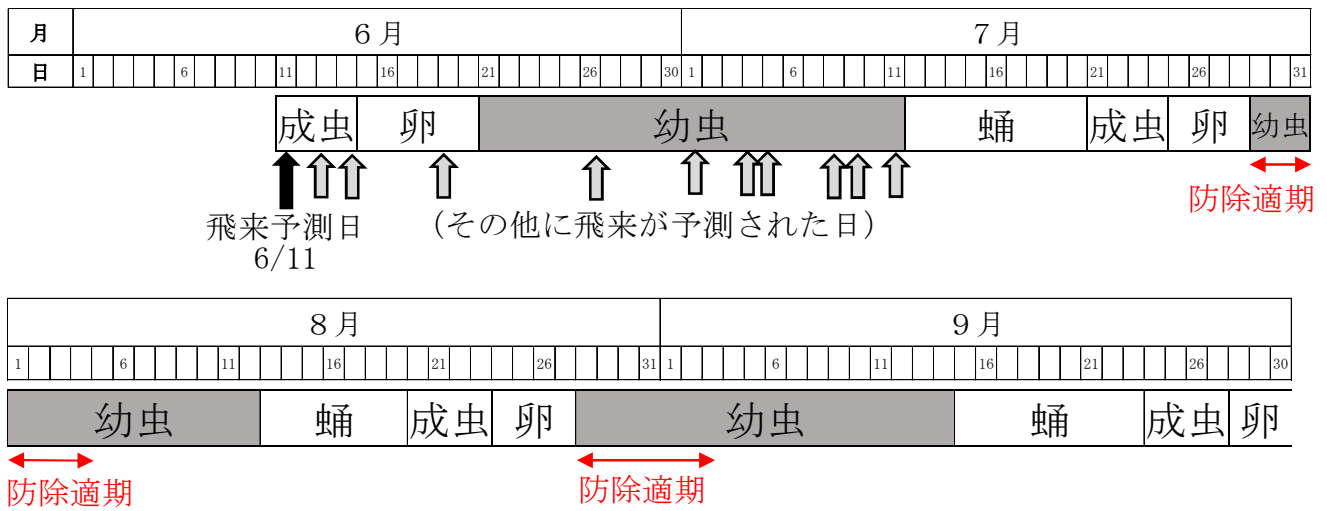 月 6月 7月
日 1 6 11 16 21 26 30 1 6 11 16 21 26 31
成虫 卵 幼虫 蛹 成虫 卵 幼虫
防除適期
飛来予測日 (その他に飛来が予測された日)
6/11
8月 9月
1 6 11 16 21 26 31 1 6 11 16 21 26 30
幼虫 蛹 成虫 卵 幼虫 蛹 成虫 卵
防除適期 防除適期